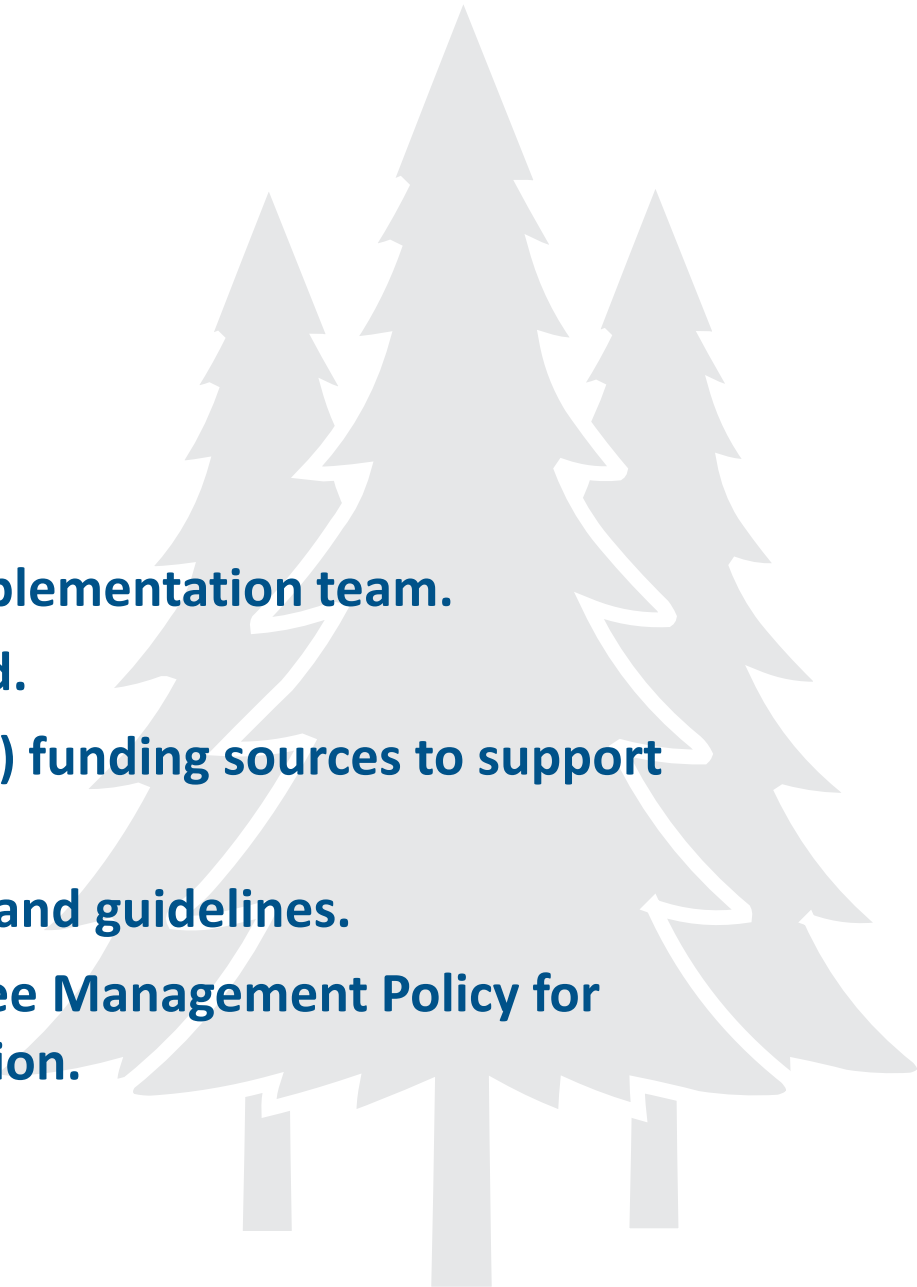 plementation team.
d.
) funding sources to support
and guidelines.
ee Management Policy for
ion.